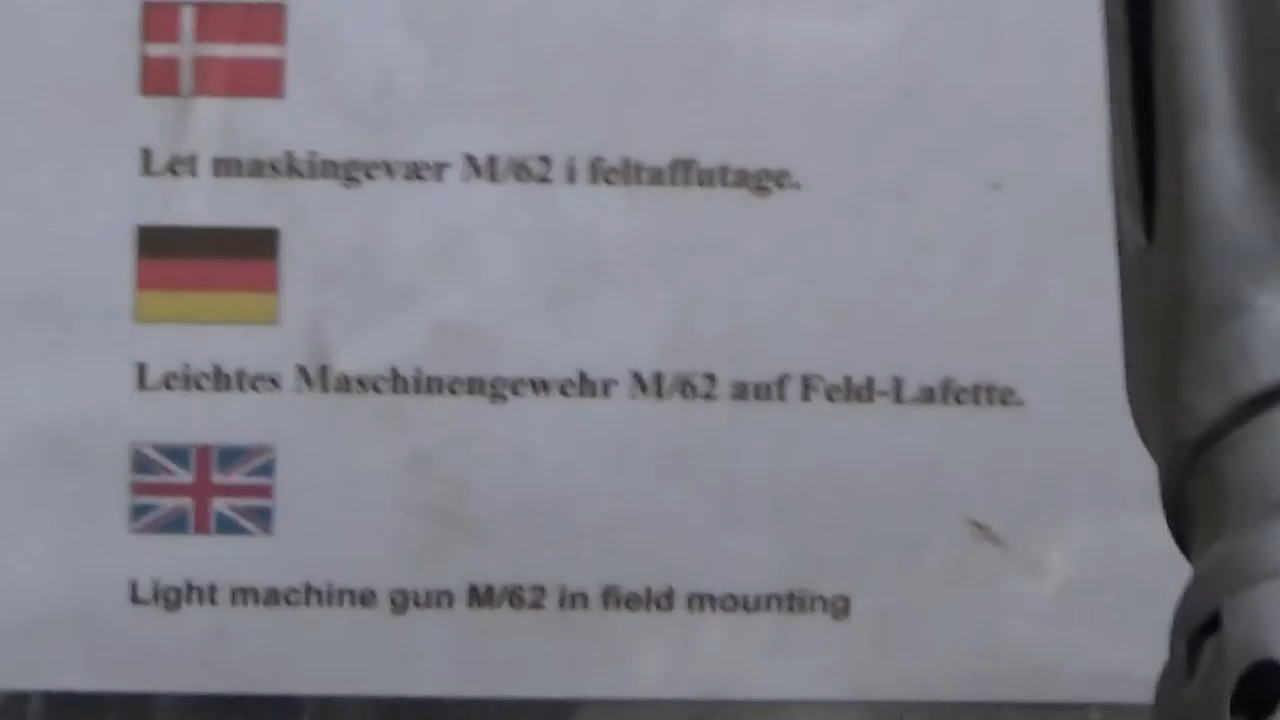 Let maskingevær M/62 i feltaffutage.
Leichtes Maschinengewehr M/62 auf Feld-Lafette.
Light machine gun M/62 in field mounting